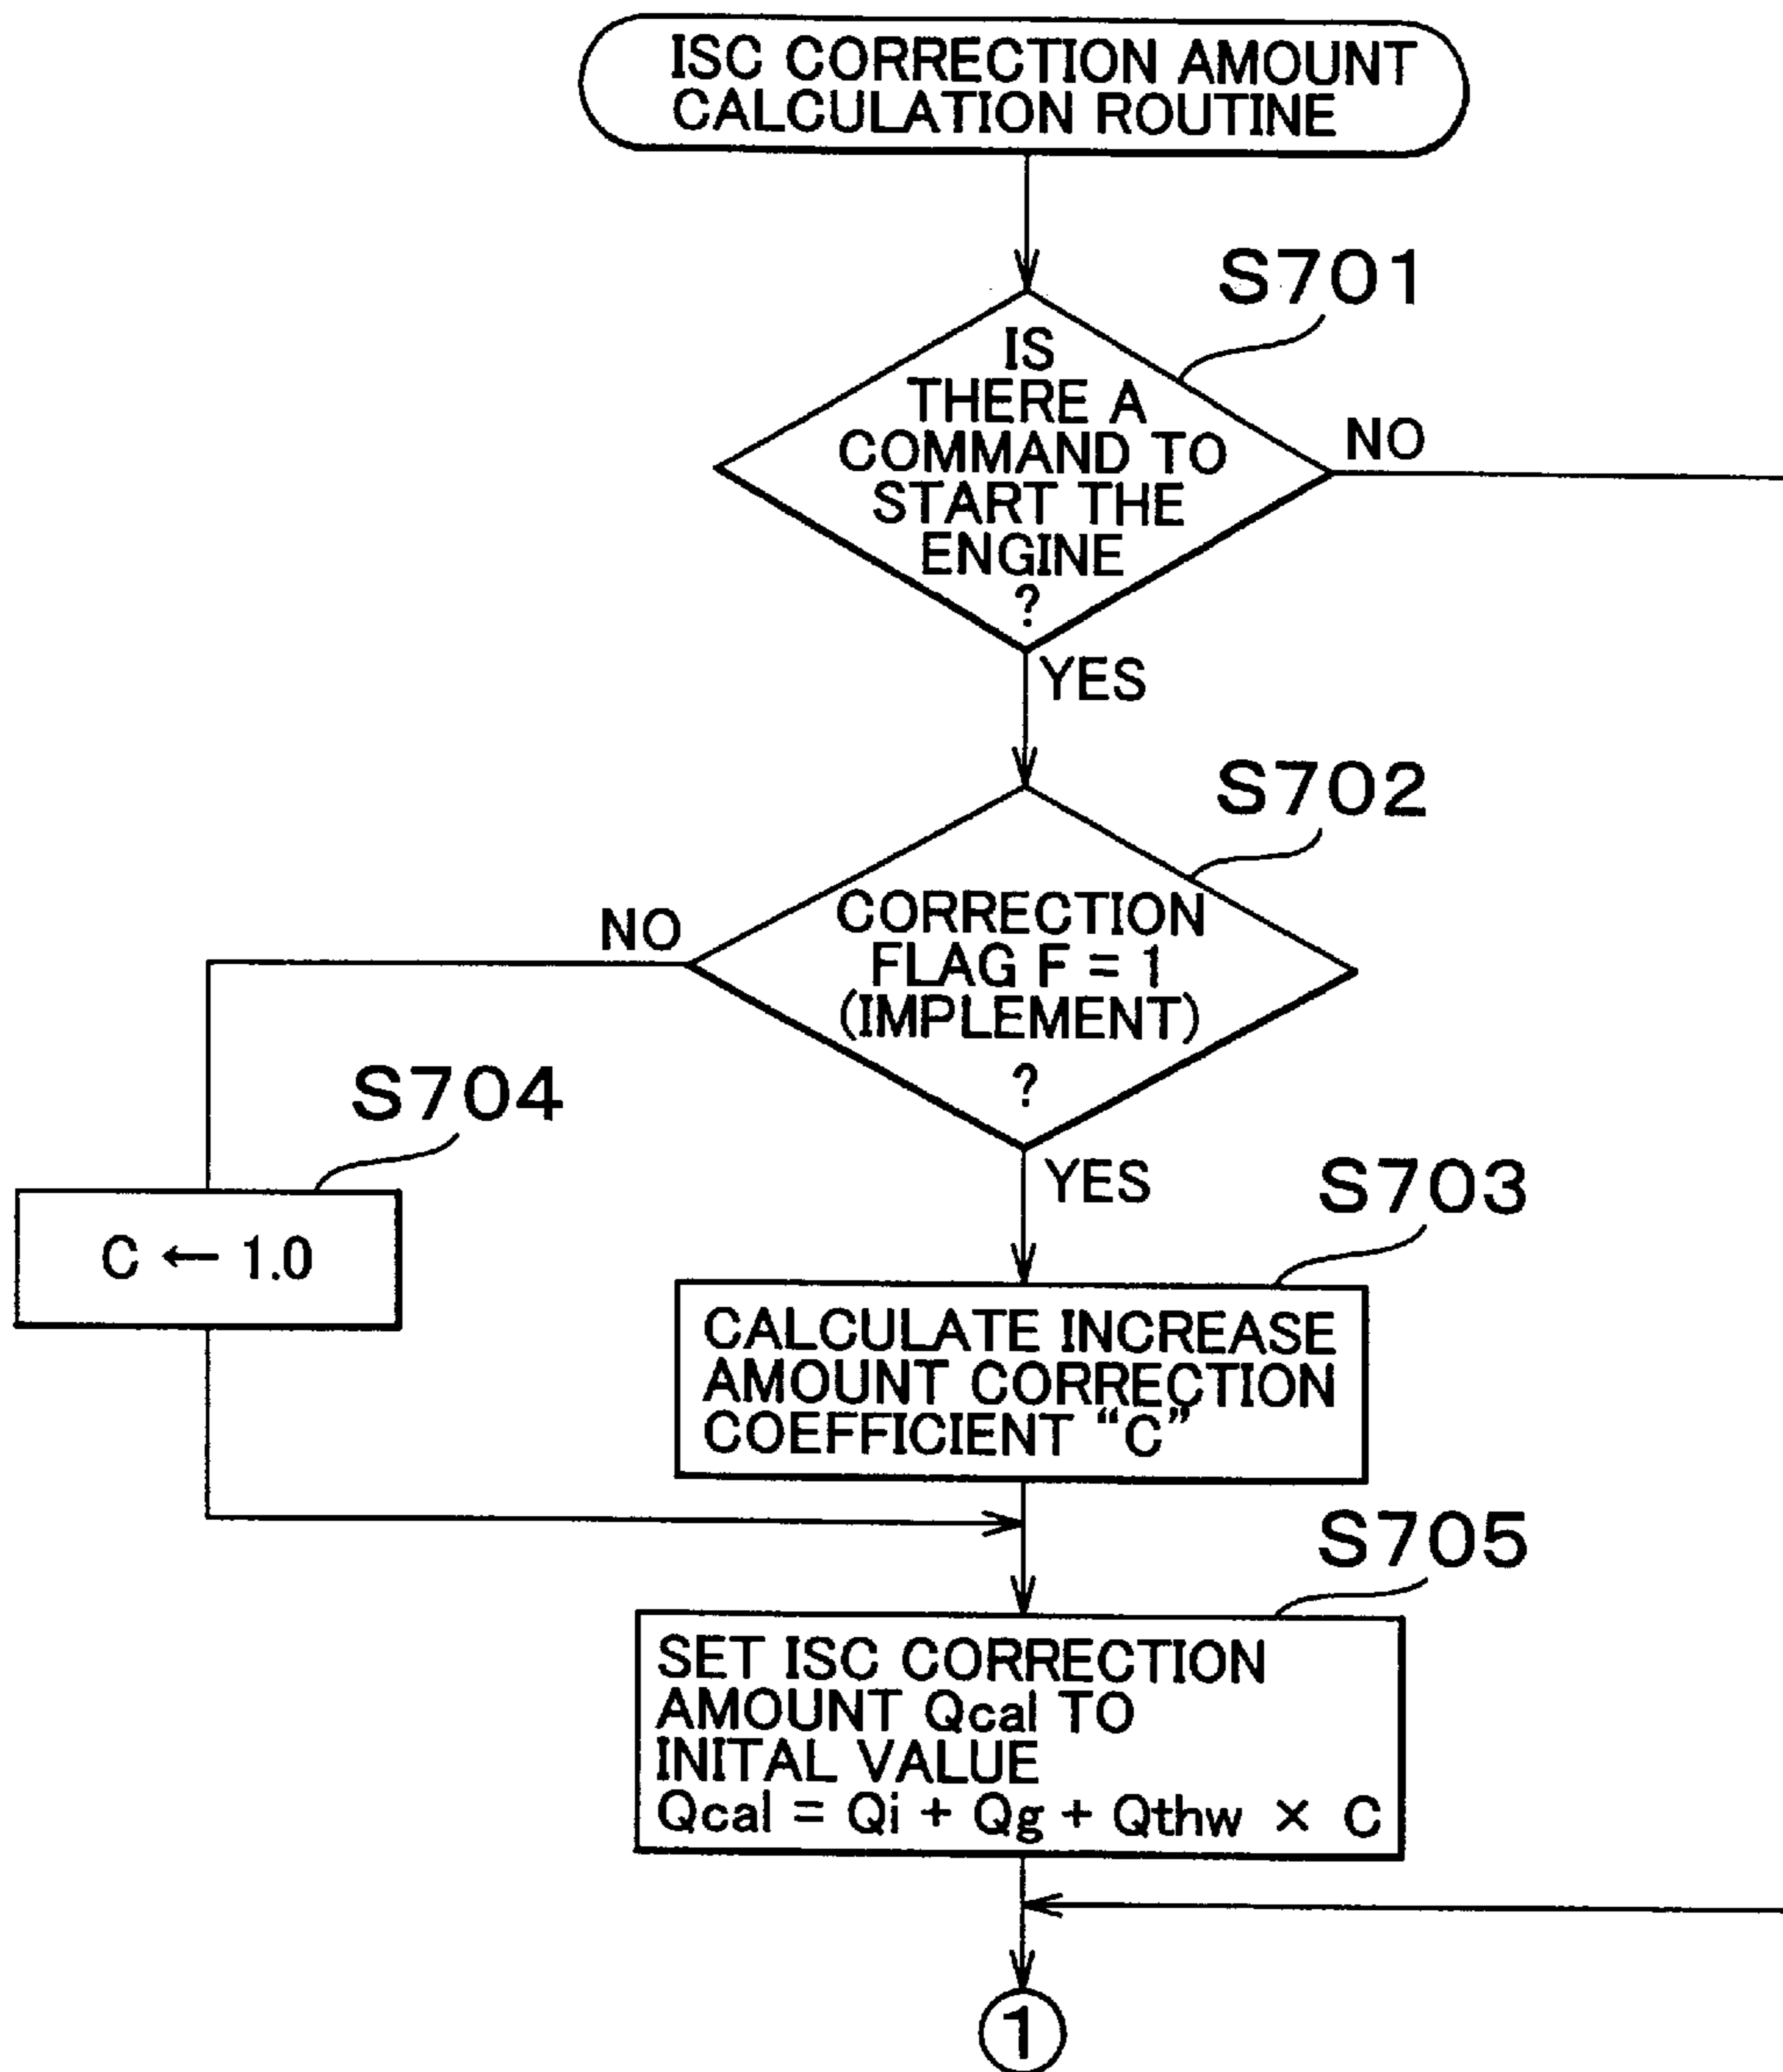 ISC CORRECTION AMOUNT
CALCULATION ROUTINE
S701
IS
THERE A
COMMAND TO
START THE
ENGINE
?
NO
YES
S702
CORRECTION
FLAG F = 1
(IMPLEMENT)
?
NO
YES
S704
C ← 1.0
S703
CALCULATE INCREASE
AMOUNT CORRECTION
COEFFICIENT “C”
S705
SET ISC CORRECTION
AMOUNT Qcal TO
INITAL VALUE
Qcal = Qi + Qg + Qthw × C
1